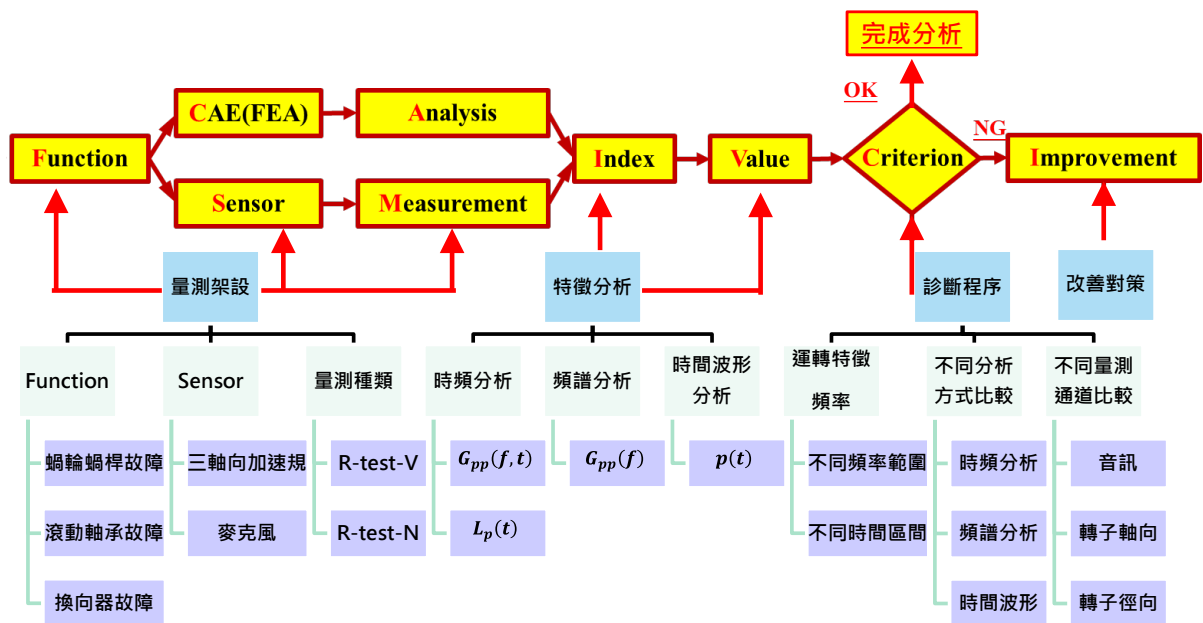 完成分析
OK
CAE(FEA)
Analysis
NG
Function
Index
Value
Criterion
Improvement
Sensor
Measurement
量測架設
特徵分析
診斷程序
改善對策
Function
Sensor
量測種類
時頻分析
頻譜分析
時間波形
分析
運轉特徵
頻率
不同分析
方式比較
不同量測
通道比較
蝸輪蝸桿故障
三軸向加速規
R-test-V
G_{pp}(f,t)
G_{pp}(f)
p(t)
不同頻率範圍
時頻分析
音訊
滾動軸承故障
麥克風
R-test-N
L_p(t)
不同時間區間
頻譜分析
轉子軸向
換向器故障
時間波形
轉子徑向